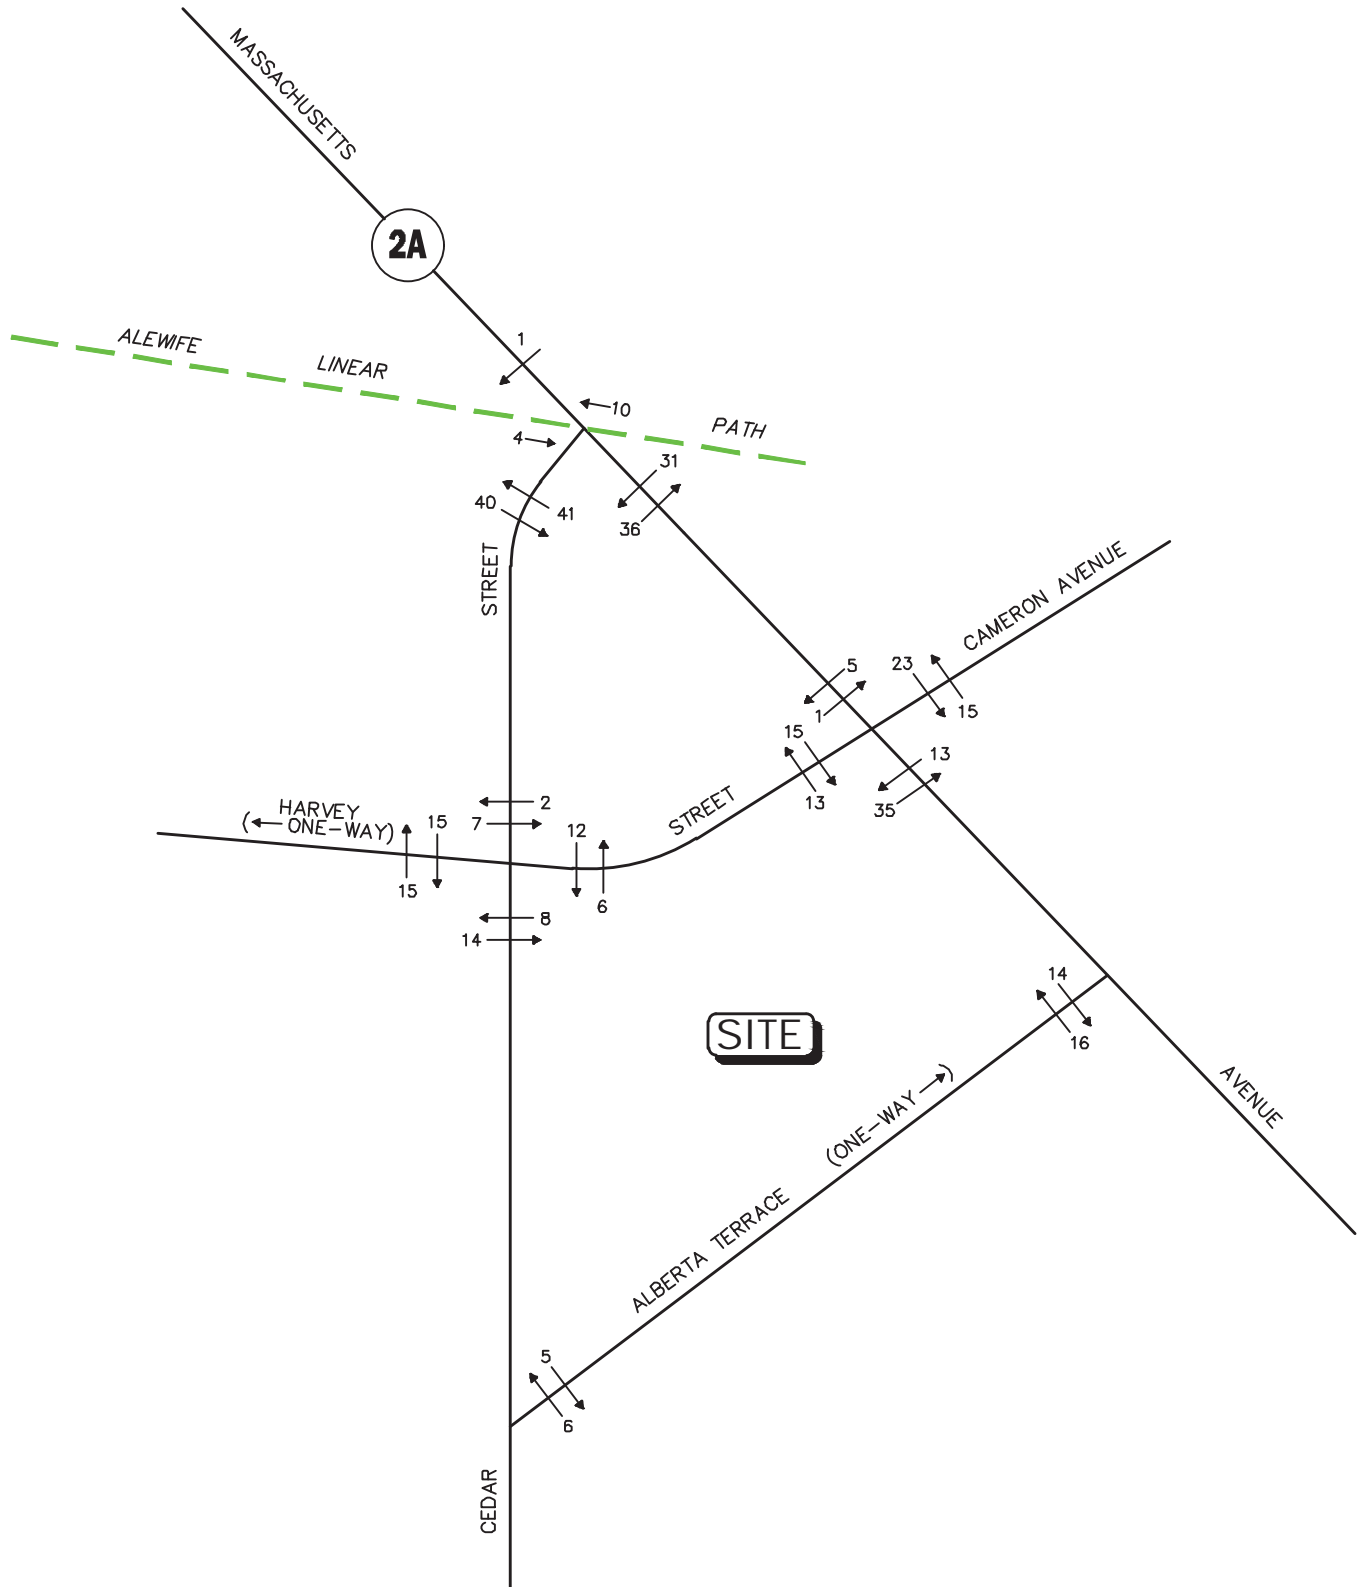 MASSACHUSETTS
2A
1
ALEWIFE
LINEAR
PATH
10
4
31
36
40
41
STREET
CAMERON AVENUE
5
1
23
15
15
13
13
35
STREET
HARVEY
(← ONE-WAY)
15
15
2
7
12
6
8
14
SITE
14
16
AVENUE
(ONE-WAY →)
ALBERTA TERRACE
5
6
CEDAR